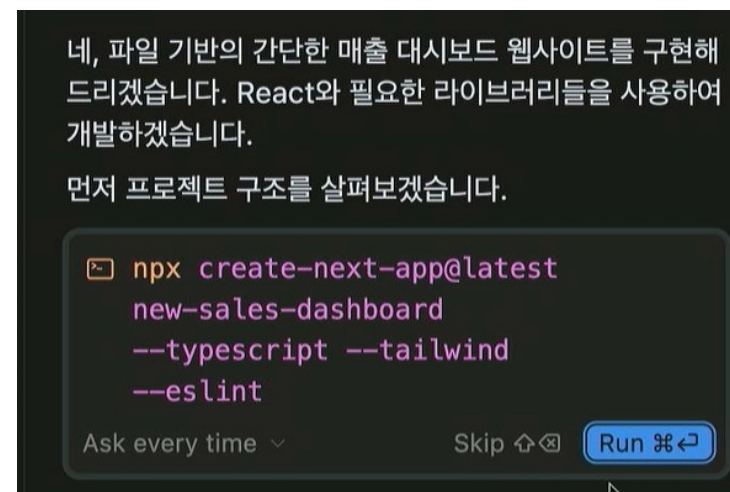 네, 파일 기반의 간단한 매출 대시보드 웹사이트를 구현해
드리겠습니다. React와 필요한 라이브러리들을 사용하여
개발하겠습니다.
먼저 프로젝트 구조를 살펴보겠습니다.
npx create-next-app@latest
new-sales-dashboard
--typescript --tailwind
--eslint
Ask every time
Skip ⇧⌫ Run ⌘⏎